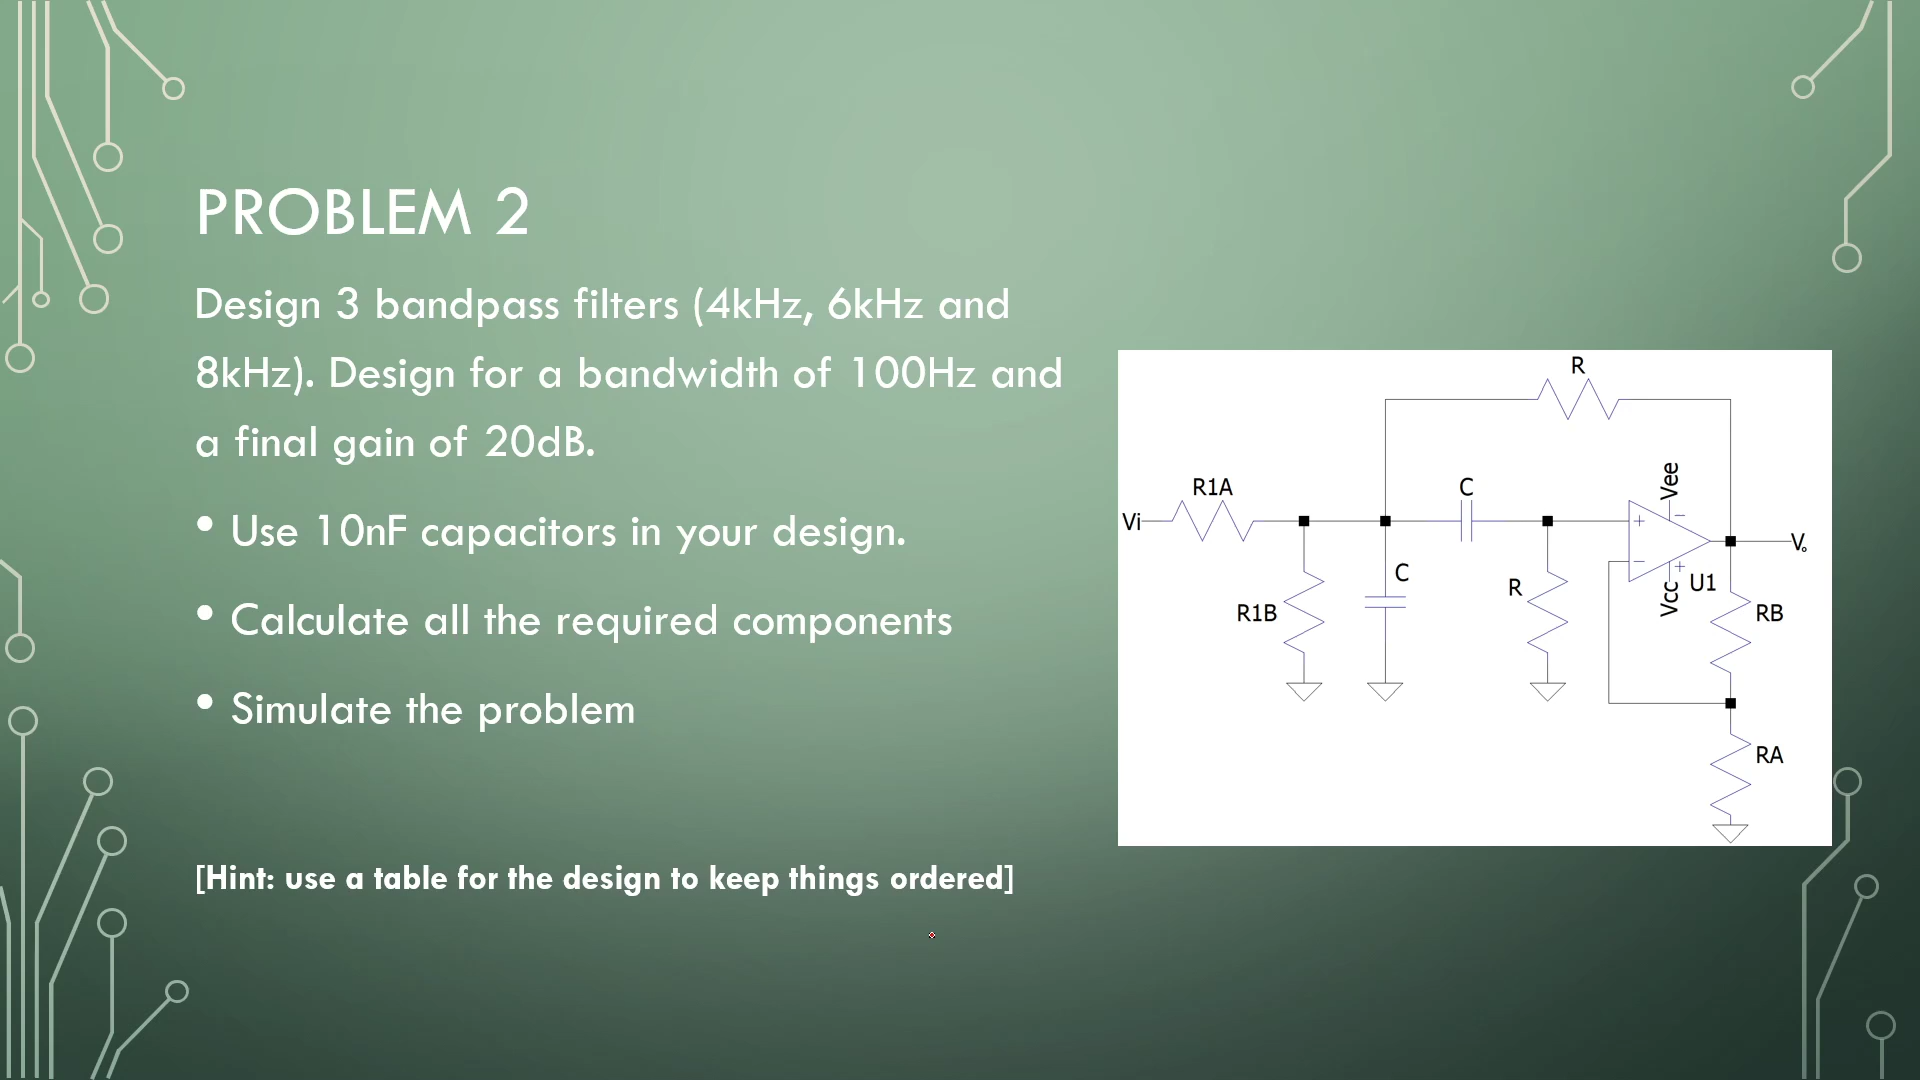 PROBLEM 2
Design 3 bandpass filters (4kHz, 6kHz and
8kHz). Design for a bandwidth of 100Hz and
a final gain of 20dB.
• Use 10nF capacitors in your design.
• Calculate all the required components
• Simulate the problem
[Hint: use a table for the design to keep things ordered]
R
R1A
C
Vee
Vi
+
−
Vo
C
R
−
+
Vcc
U1
R1B
RB
RA